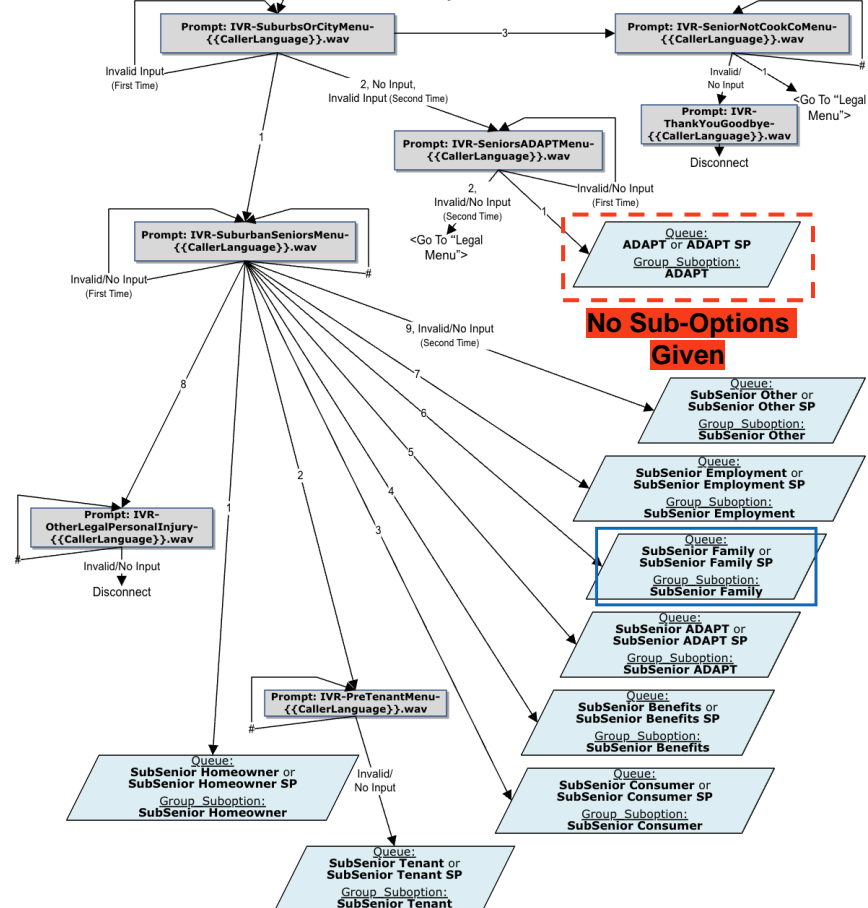 Prompt: IVR-SuburbsOrCityMenu-
{{CallerLanguage}}.wav
3
Prompt: IVR-SeniorNotCookCoMenu-
{{CallerLanguage}}.wav
#
Invalid Input
(First Time)
2, No Input,
Invalid Input (Second Time)
Invalid/
No Input
1
<Go To “Legal
Menu”>
1
Prompt: IVR-
ThankYouGoodbye-
{{CallerLanguage}}.wav
Disconnect
Prompt: IVR-SeniorsADAPTMenu-
{{CallerLanguage}}.wav
2,
Invalid/No Input
(Second Time)
<Go To “Legal
Menu”>
1
Invalid/No Input
(First Time)
Queue:
ADAPT or ADAPT SP
Group_Suboption:
ADAPT
No Sub-Options
Given
Prompt: IVR-SuburbanSeniorsMenu-
{{CallerLanguage}}.wav
#
Invalid/No Input
(First Time)
9, Invalid/No Input
(Second Time)
8
7
6
5
4
3
2
1
Queue:
SubSenior Other or
SubSenior Other SP
Group_Suboption:
SubSenior Other
Queue:
SubSenior Employment or
SubSenior Employment SP
Group_Suboption:
SubSenior Employment
Prompt: IVR-
OtherLegalPersonalInjury-
{{CallerLanguage}}.wav
#
Invalid/No Input
Disconnect
Queue:
SubSenior Family or
SubSenior Family SP
Group_Suboption:
SubSenior Family
Queue:
SubSenior ADAPT or
SubSenior ADAPT SP
Group_Suboption:
SubSenior ADAPT
Prompt: IVR-PreTenantMenu-
{{CallerLanguage}}.wav
#
Invalid/
No Input
Queue:
SubSenior Benefits or
SubSenior Benefits SP
Group_Suboption:
SubSenior Benefits
Queue:
SubSenior Homeowner or
SubSenior Homeowner SP
Group_Suboption:
SubSenior Homeowner
Queue:
SubSenior Consumer or
SubSenior Consumer SP
Group_Suboption:
SubSenior Consumer
Queue:
SubSenior Tenant or
SubSenior Tenant SP
Group_Suboption:
SubSenior Tenant